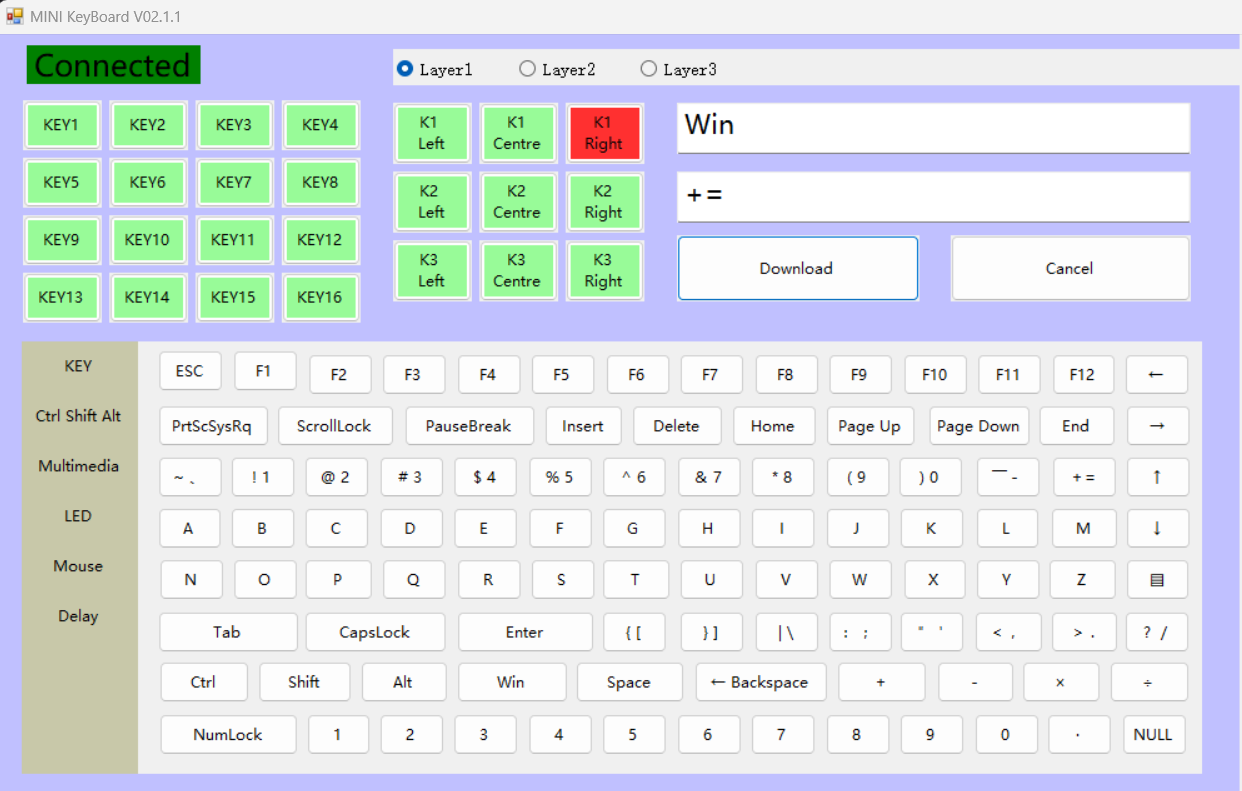 MINI KeyBoard V02.1.1
Connected
Layer1 Layer2 Layer3
KEY1 KEY2 KEY3 KEY4
KEY5 KEY6 KEY7 KEY8
KEY9 KEY10 KEY11 KEY12
KEY13 KEY14 KEY15 KEY16
K1 Left
K1 Centre
K1 Right
K2 Left
K2 Centre
K2 Right
K3 Left
K3 Centre
K3 Right
Win
+ =
Download Cancel
KEY
Ctrl Shift Alt
Multimedia
LED
Mouse
Delay
ESC F1 F2 F3 F4 F5 F6 F7 F8 F9 F10 F11 F12 ←
PrtScSysRq ScrollLock PauseBreak Insert Delete Home Page Up Page Down End →
~ 、 ! 1 @ 2 # 3 $ 4 % 5 ^ 6 & 7 * 8 ( 9 ) 0 — - + = ↑
A B C D E F G H I J K L M ↓
N O P Q R S T U V W X Y Z ▤
Tab CapsLock Enter { [ } ] | \ : ; " ' < , > . ? /
Ctrl Shift Alt Win Space ← Backspace + - × ÷
NumLock 1 2 3 4 5 6 7 8 9 0 · NULL